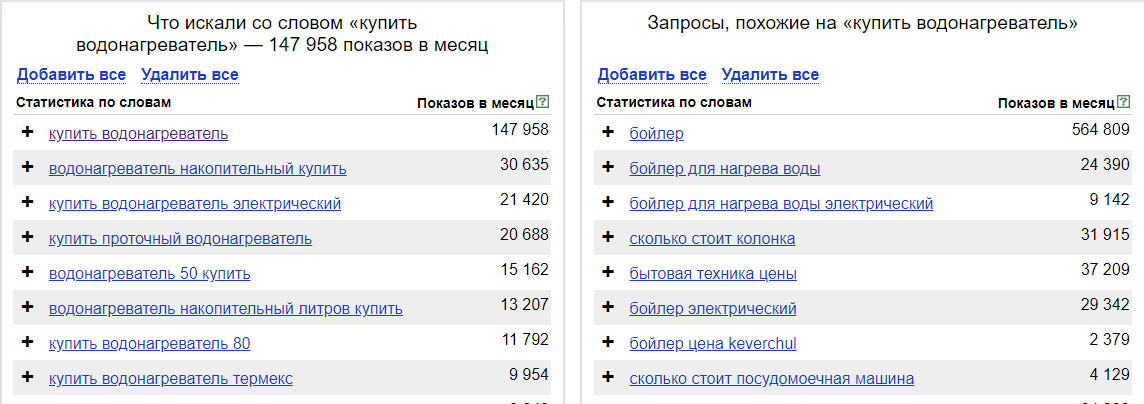 Что искали со словом «купить
водонагреватель» — 147 958 показов в месяц
Добавить все Удалить все
Статистика по словам Показов в месяц ?
+ купить водонагреватель 147 958
+ водонагреватель накопительный купить 30 635
+ купить водонагреватель электрический 21 420
+ купить проточный водонагреватель 20 688
+ водонагреватель 50 купить 15 162
+ водонагреватель накопительный литров купить 13 207
+ купить водонагреватель 80 11 792
+ купить водонагреватель термекс 9 954
Запросы, похожие на «купить водонагреватель»
Добавить все Удалить все
Статистика по словам Показов в месяц ?
+ бойлер 564 809
+ бойлер для нагрева воды 24 390
+ бойлер для нагрева воды электрический 9 142
+ сколько стоит колонка 31 915
+ бытовая техника цены 37 209
+ бойлер электрический 29 342
+ бойлер цена keverchul 2 379
+ сколько стоит посудомоечная машина 4 129